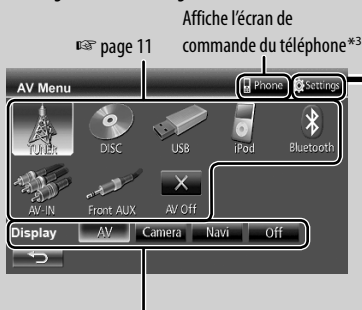 Affiche l'écran de
☞ page 11
commande du téléphone*3
AV Menu
Phone
Settings
TUNER
DISC
USB
iPod
Bluetooth
AV-IN
Front AUX
AV Off
Display
AV
Camera
Navi
Off